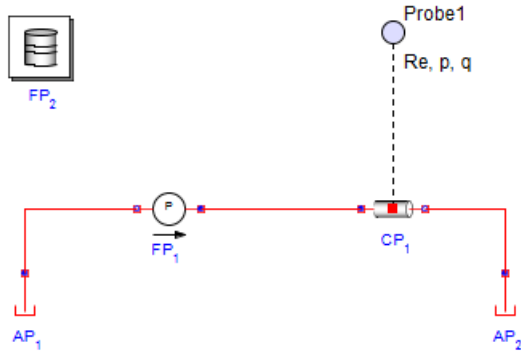 Probe1
Re, p, q
FP2
P
FP1
CP1
AP1
AP2